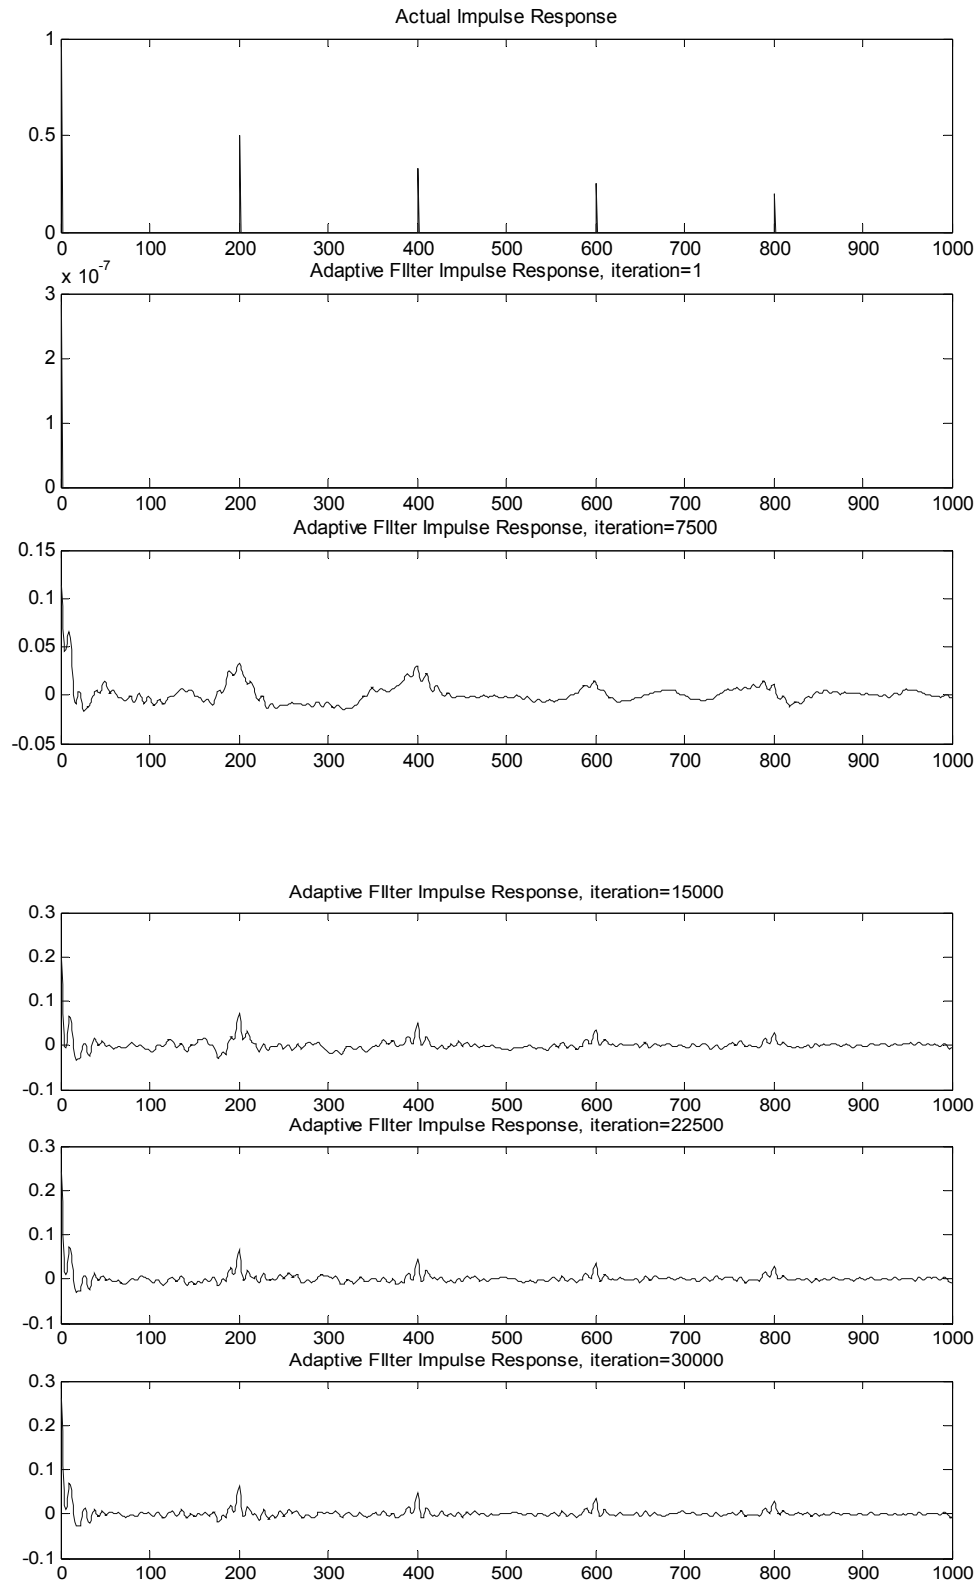 Actual Impulse Response
1
0.5
0
0 100 200 300 400 500 600 700 800 900 1000
x 10-7
Adaptive FIlter Impulse Response, iteration=1
3
2
1
0
0 100 200 300 400 500 600 700 800 900 1000
Adaptive FIlter Impulse Response, iteration=7500
0.15
0.1
0.05
0
-0.05
0 100 200 300 400 500 600 700 800 900 1000
Adaptive FIlter Impulse Response, iteration=15000
0.3
0.2
0.1
0
-0.1
0 100 200 300 400 500 600 700 800 900 1000
Adaptive FIlter Impulse Response, iteration=22500
0.3
0.2
0.1
0
-0.1
0 100 200 300 400 500 600 700 800 900 1000
Adaptive FIlter Impulse Response, iteration=30000
0.3
0.2
0.1
0
-0.1
0 100 200 300 400 500 600 700 800 900 1000